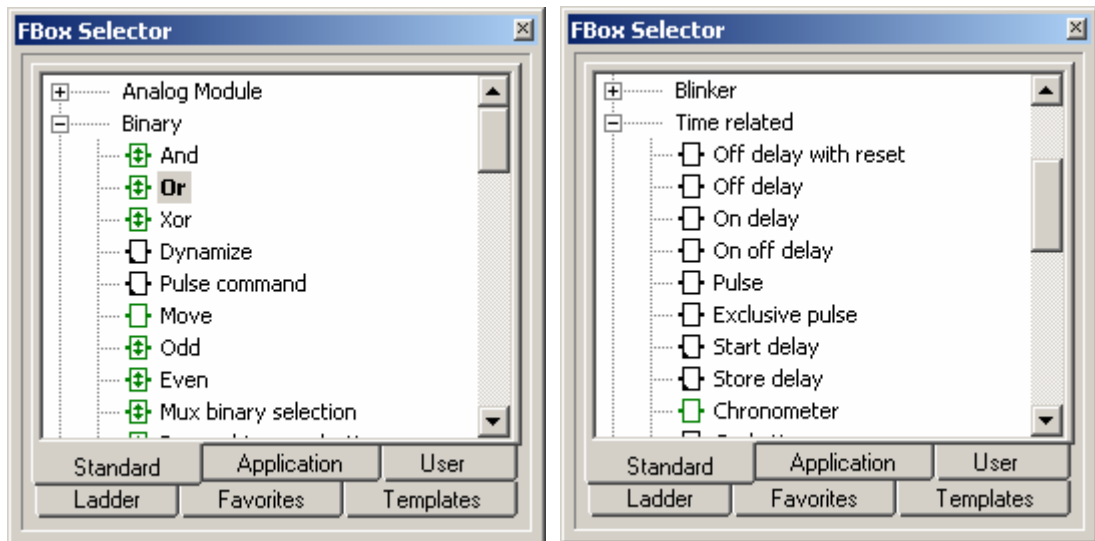 FBox Selector
Analog Module
Binary
And
Or
Xor
Dynamize
Pulse command
Move
Odd
Even
Mux binary selection
Standard Application User
Ladder Favorites Templates
FBox Selector
Blinker
Time related
Off delay with reset
Off delay
On delay
On off delay
Pulse
Exclusive pulse
Start delay
Store delay
Chronometer
Standard Application User
Ladder Favorites Templates